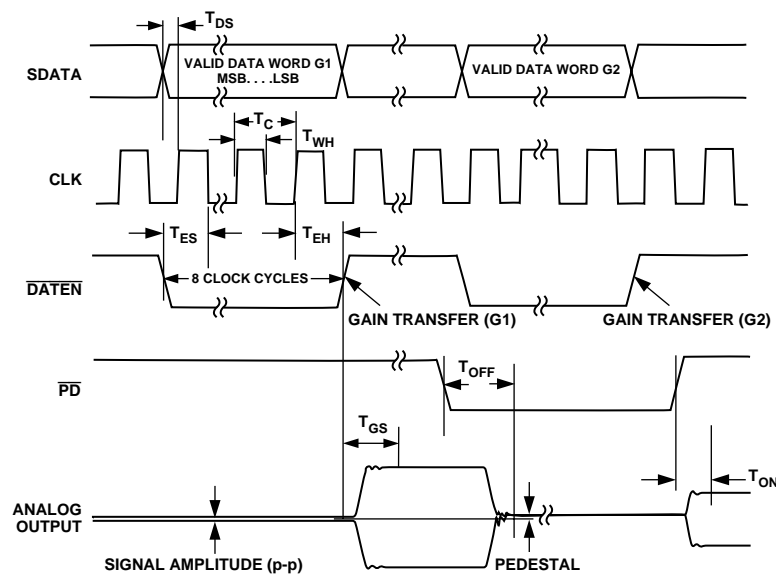 TDS
SDATA
VALID DATA WORD G1
MSB. . . .LSB
VALID DATA WORD G2
TC
TWH
CLK
TES
TEH
DATEN
8 CLOCK CYCLES
GAIN TRANSFER (G1)
GAIN TRANSFER (G2)
PD
TOFF
TGS
TON
ANALOG
OUTPUT
SIGNAL AMPLITUDE (p-p)
PEDESTAL